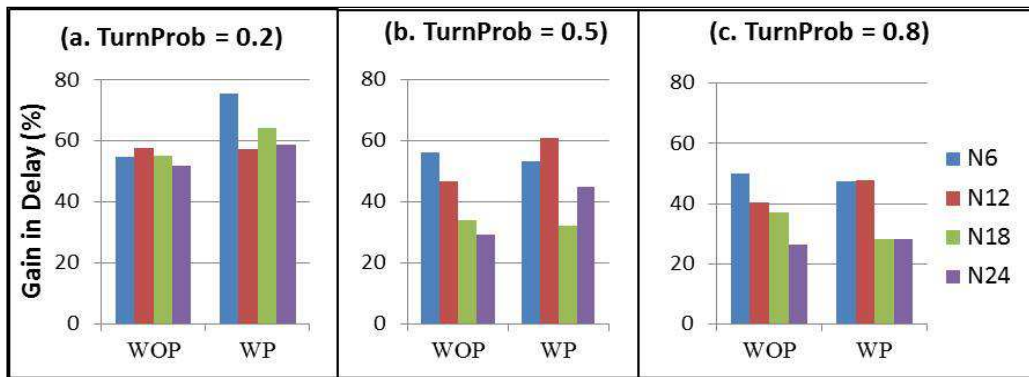 (a. TurnProb = 0.2)
(b. TurnProb = 0.5)
(c. TurnProb = 0.8)
Gain in Delay (%)
80
60
40
20
0
WOP WP
80
60
40
20
0
WOP WP
80
60
40
20
0
WOP WP
N6
N12
N18
N24